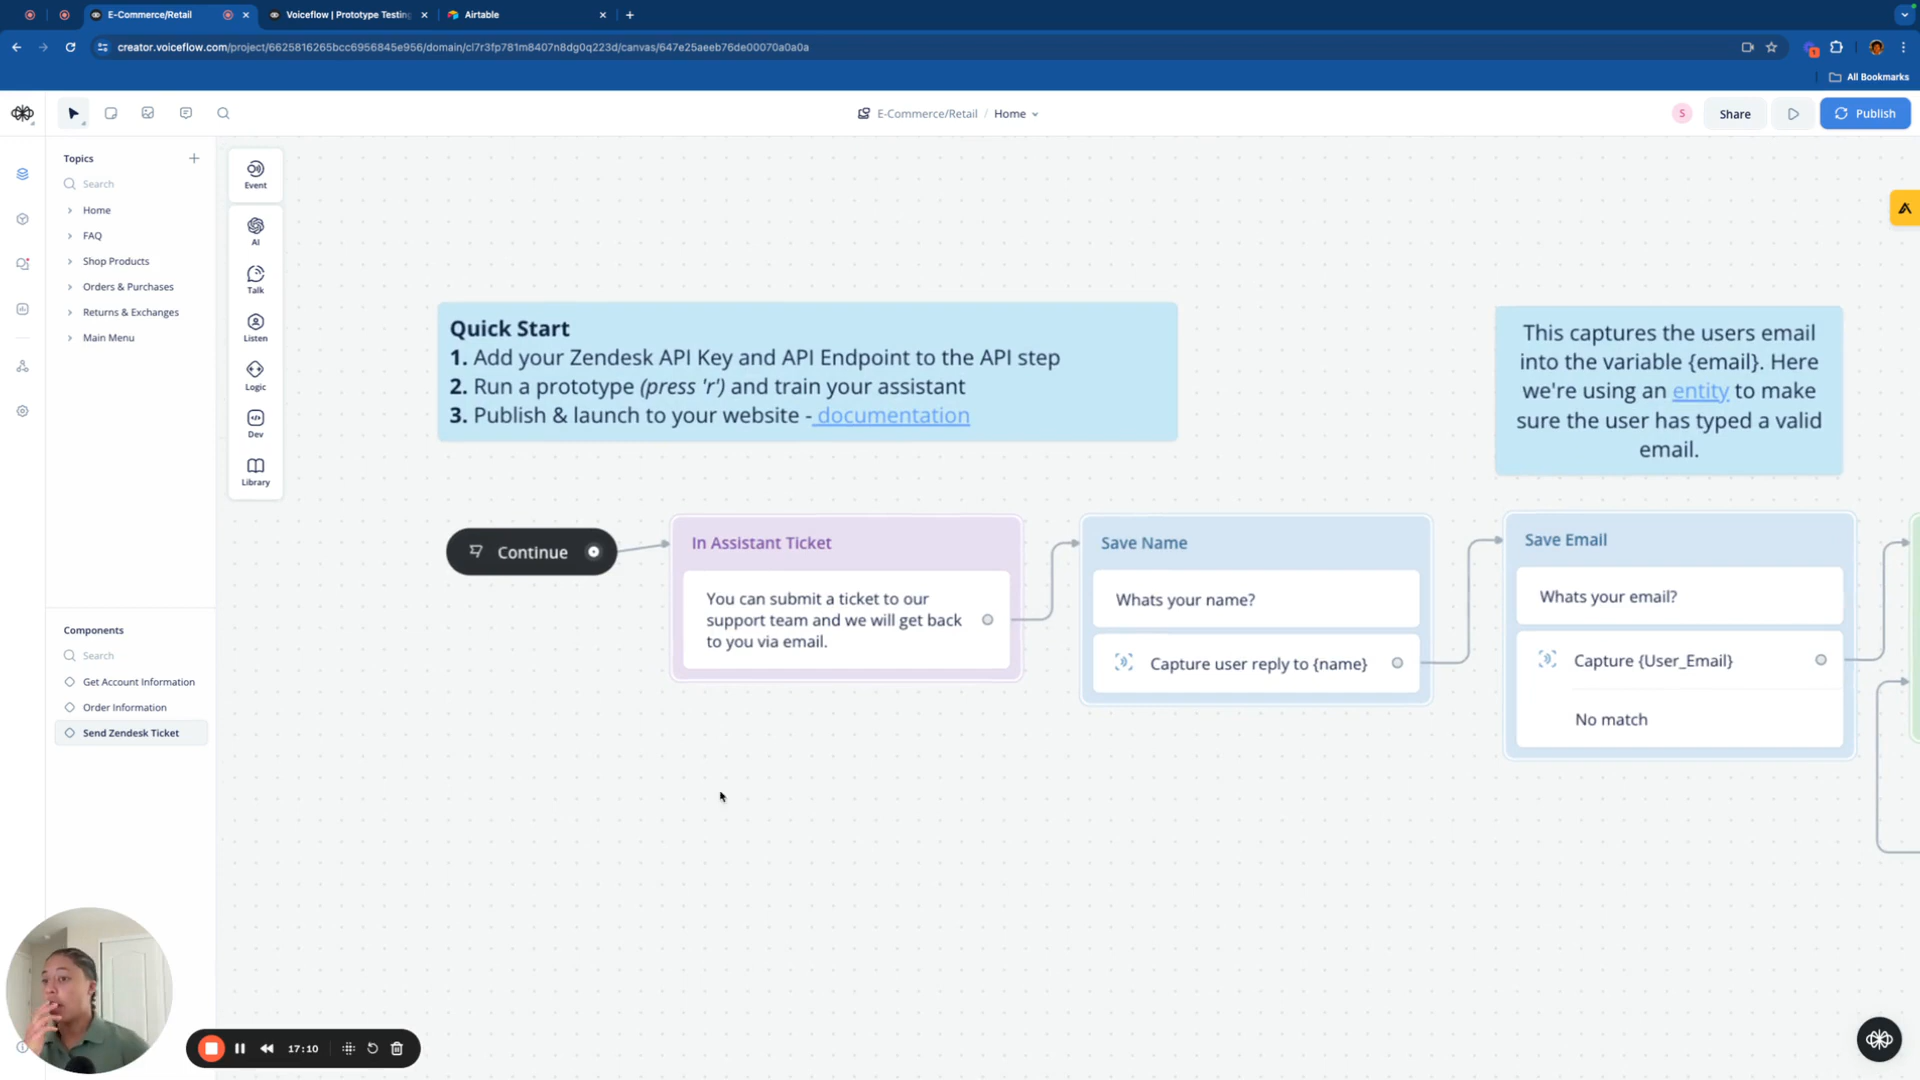 E-Commerce/Retail
Voiceflow | Prototype Testing
Airtable
creator.voiceflow.com/project/6625816265bcc6956845e956/domain/cl7r3fp781m8407n8dg0q223d/canvas/647e25aeeb76de00070a0a0a
1
All Bookmarks
E-Commerce/Retail / Home
S
Share
Publish
Topics
Search
Home
FAQ
Shop Products
Orders & Purchases
Returns & Exchanges
Main Menu
Event
AI
Talk
Listen
Logic
Dev
Library
Quick Start
1. Add your Zendesk API Key and API Endpoint to the API step
2. Run a prototype (press 'r') and train your assistant
3. Publish & launch to your website - documentation
This captures the users email
into the variable {email}. Here
we're using an entity to make
sure the user has typed a valid
email.
Continue
In Assistant Ticket
You can submit a ticket to our
support team and we will get back
to you via email.
Save Name
Whats your name?
Capture user reply to {name}
Save Email
Whats your email?
Capture {User_Email}
No match
Components
Search
Get Account Information
Order Information
Send Zendesk Ticket
17:10